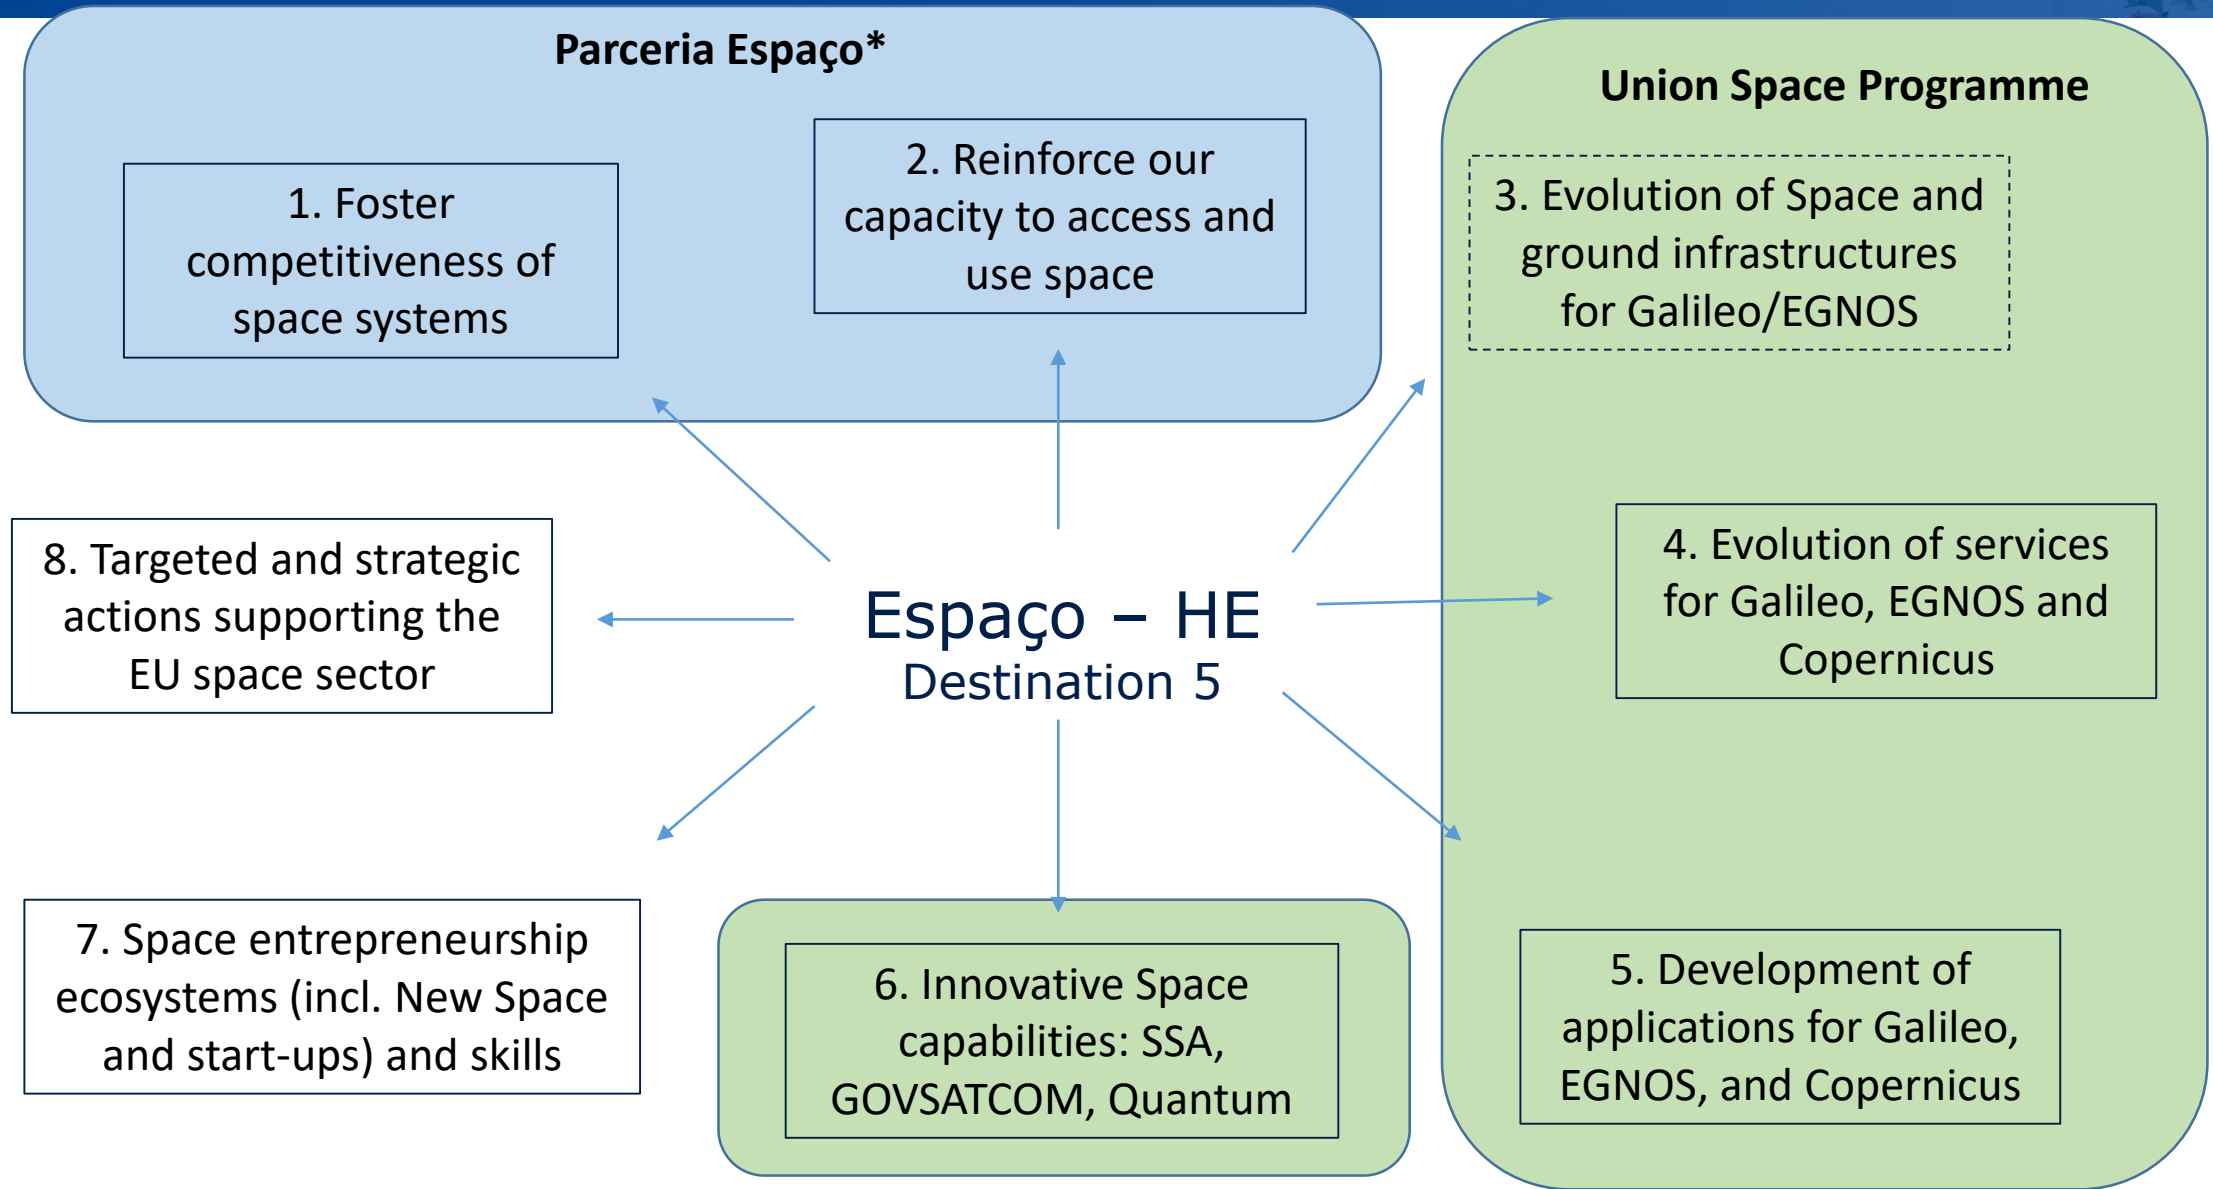 Parceria Espaço*
1. Foster
competitiveness of
space systems
2. Reinforce our
capacity to access and
use space
Union Space Programme
3. Evolution of Space and
ground infrastructures
for Galileo/EGNOS
4. Evolution of services
for Galileo, EGNOS and
Copernicus
5. Development of
applications for Galileo,
EGNOS, and Copernicus
6. Innovative Space
capabilities: SSA,
GOVSATCOM, Quantum
7. Space entrepreneurship
ecosystems (incl. New Space
and start-ups) and skills
8. Targeted and strategic
actions supporting the
EU space sector
Espaço – HE
Destination 5